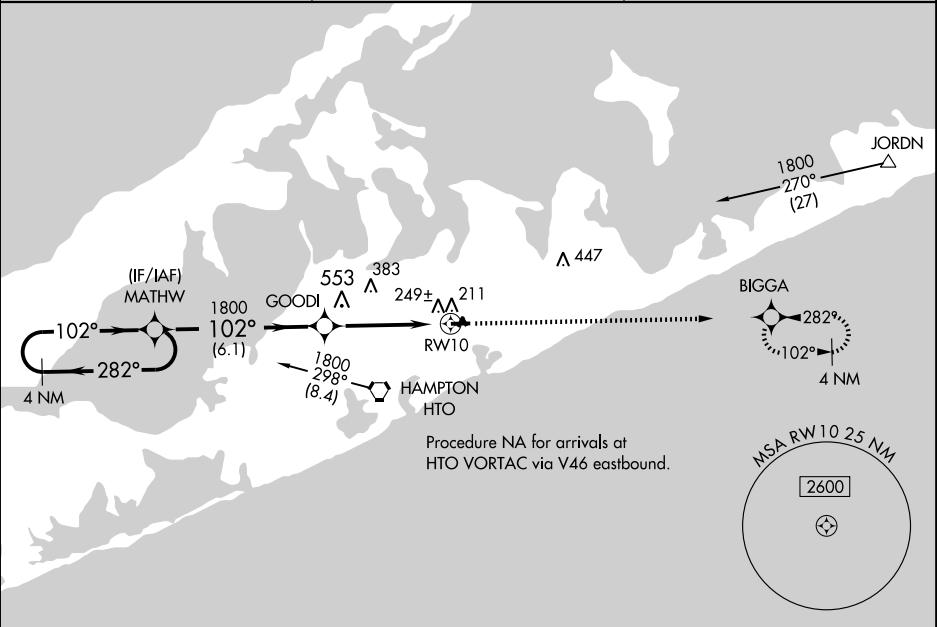 JORDN
1800
270°
(27)
447
(IF/IAF)
MATHW
553
383
GOODI
249±
211
BIGGA
102°
1800
102°
(6.1)
282°
RW10
282°
102°
4 NM
4 NM
1800
298°
(8.4)
HAMPTON
HTO
Procedure NA for arrivals at
HTO VORTAC via V46 eastbound.
MSA RW10 25 NM
2600